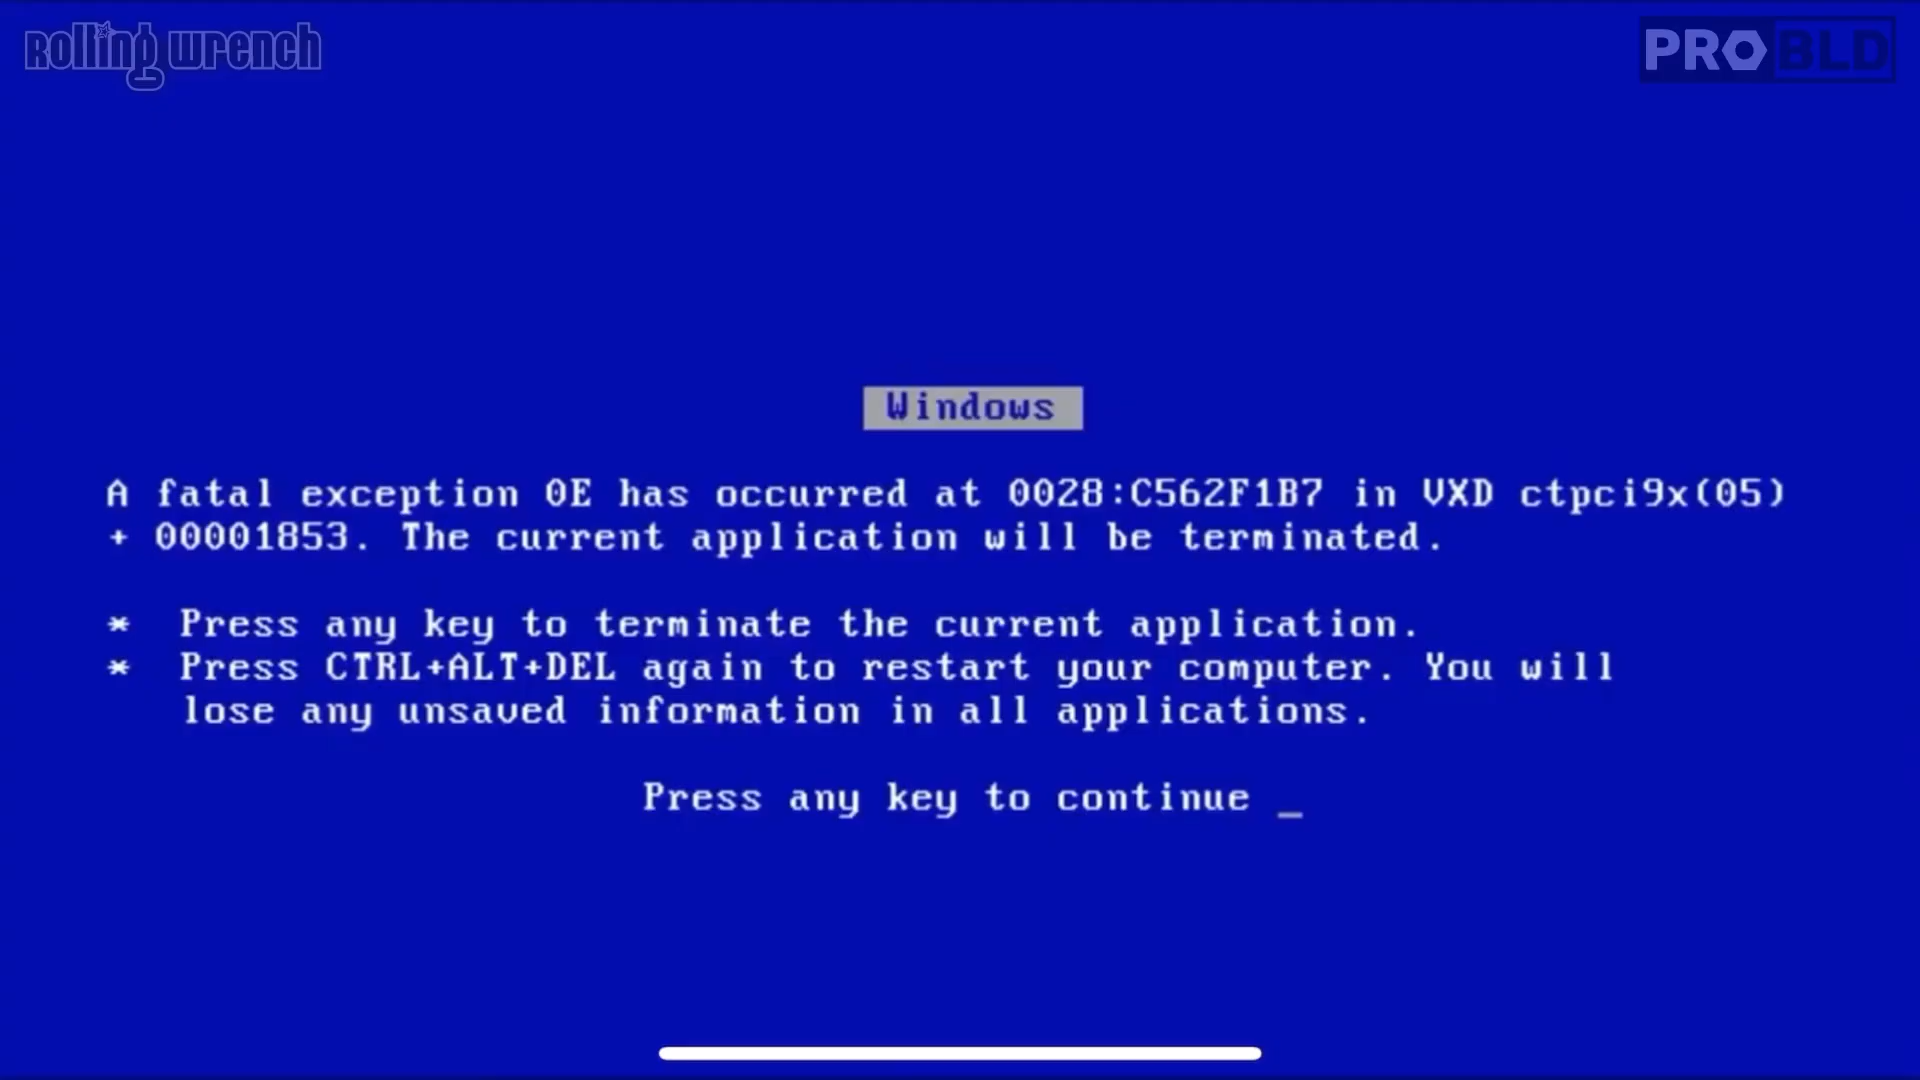 Rolling Wrench
PRO BLD
Windows
A fatal exception 0E has occurred at 0028:C562F1B7 in VXD ctpci9x(05)
+ 00001853. The current application will be terminated.
* Press any key to terminate the current application.
* Press CTRL+ALT+DEL again to restart your computer. You will
lose any unsaved information in all applications.
Press any key to continue _